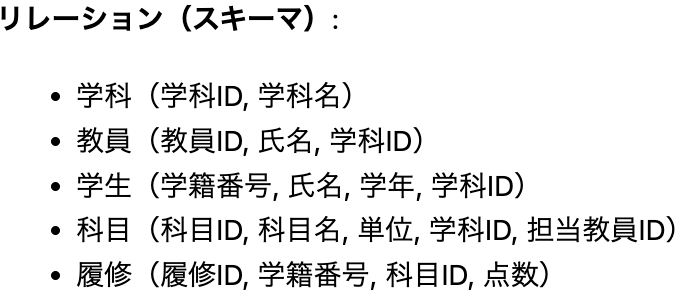 リレーション（スキーマ）:
• 学科（学科ID, 学科名）
• 教員（教員ID, 氏名, 学科ID）
• 学生（学籍番号, 氏名, 学年, 学科ID）
• 科目（科目ID, 科目名, 単位, 学科ID, 担当教員ID）
• 履修（履修ID, 学籍番号, 科目ID, 点数）